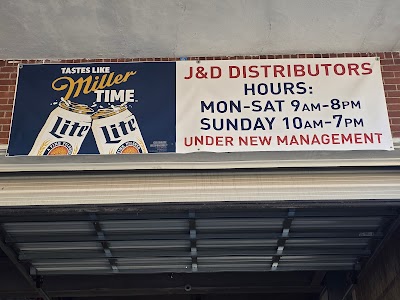 TASTES LIKE
Miller
TIME
Lite
Lite
J&D DISTRIBUTORS
HOURS:
MON-SAT 9AM-8PM
SUNDAY 10AM-7PM
UNDER NEW MANAGEMENT